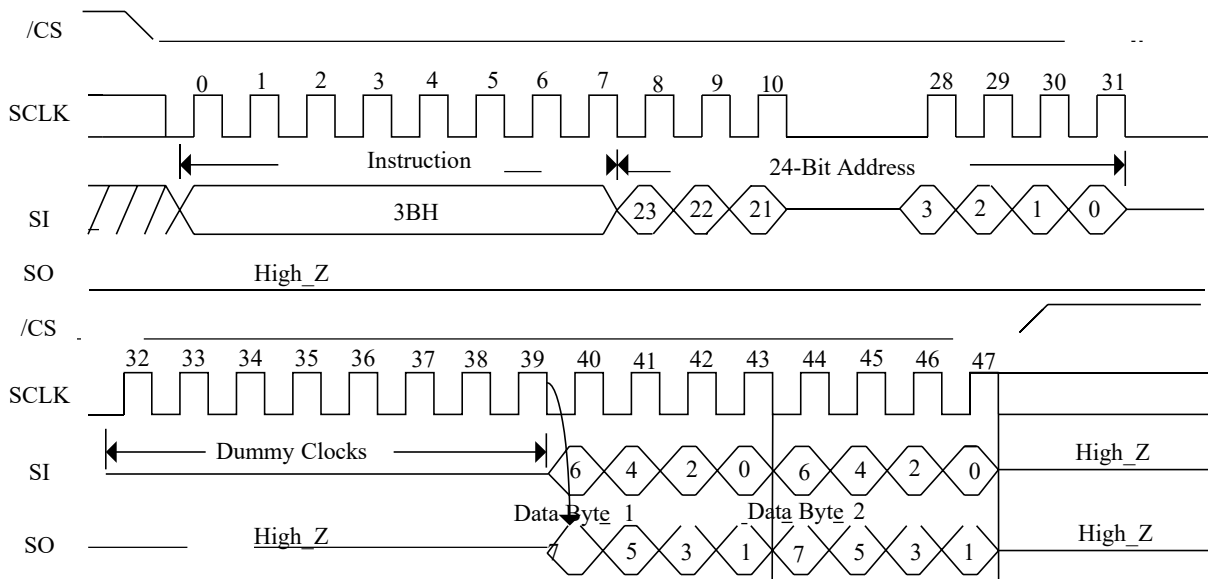 /CS
0 1 2 3 4 5 6 7 8 9 10 28 29 30 31
SCLK
Instruction 24-Bit Address
SI 3BH 23 22 21 3 2 1 0
SO High_Z
/CS
32 33 34 35 36 37 38 39 40 41 42 43 44 45 46 47
SCLK
Dummy Clocks
SI 6 4 2 0 6 4 2 0 High_Z
Data Byte 1 Data Byte 2
SO High_Z 7 5 3 1 7 5 3 1 High_Z